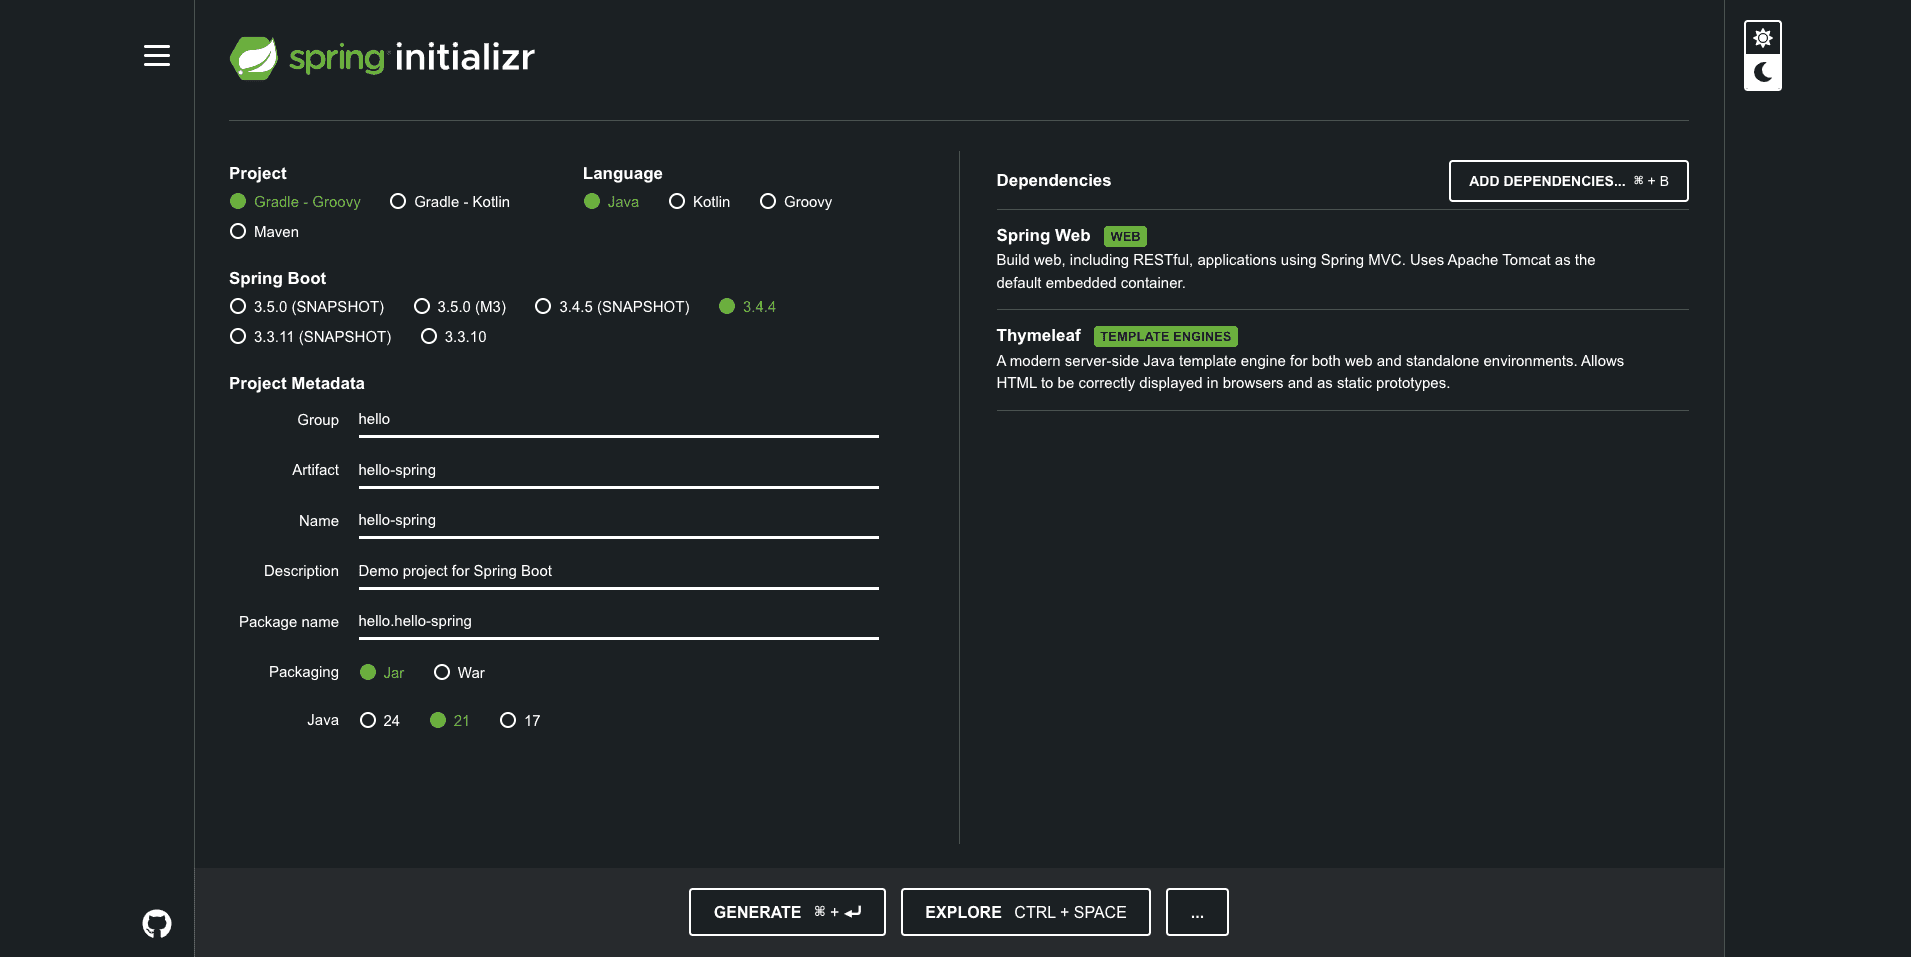 spring initializr
Project
Gradle - Groovy Gradle - Kotlin
Maven
Language
Java Kotlin Groovy
Spring Boot
3.5.0 (SNAPSHOT) 3.5.0 (M3) 3.4.5 (SNAPSHOT) 3.4.4
3.3.11 (SNAPSHOT) 3.3.10
Project Metadata
Group hello
Artifact hello-spring
Name hello-spring
Description Demo project for Spring Boot
Package name hello.hello-spring
Packaging Jar War
Java 24 21 17
Dependencies ADD DEPENDENCIES... ⌘ + B
Spring Web WEB
Build web, including RESTful, applications using Spring MVC. Uses Apache Tomcat as the
default embedded container.
Thymeleaf TEMPLATE ENGINES
A modern server-side Java template engine for both web and standalone environments. Allows
HTML to be correctly displayed in browsers and as static prototypes.
GENERATE ⌘ + ⏎ EXPLORE CTRL + SPACE ...